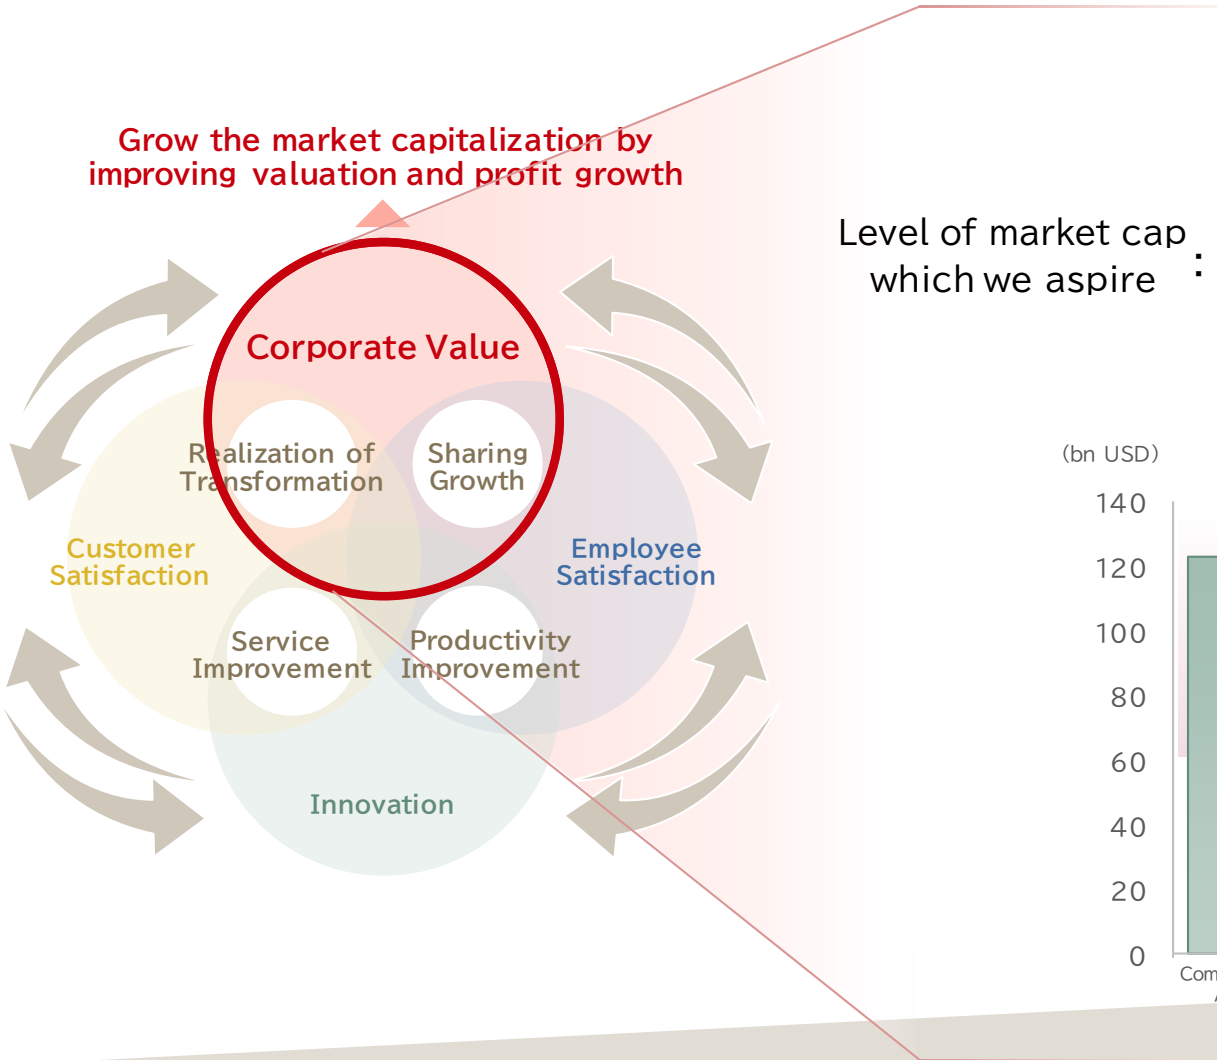 Grow the market capitalization by
improving valuation and profit growth
Corporate Value
Realization of
Transformation
Sharing
Growth
Customer
Satisfaction
Employee
Satisfaction
Service
Improvement
Productivity
Improvement
Innovation
Level of market cap
which we aspire
:
(bn USD)
140
120
100
80
60
40
20
0
Com